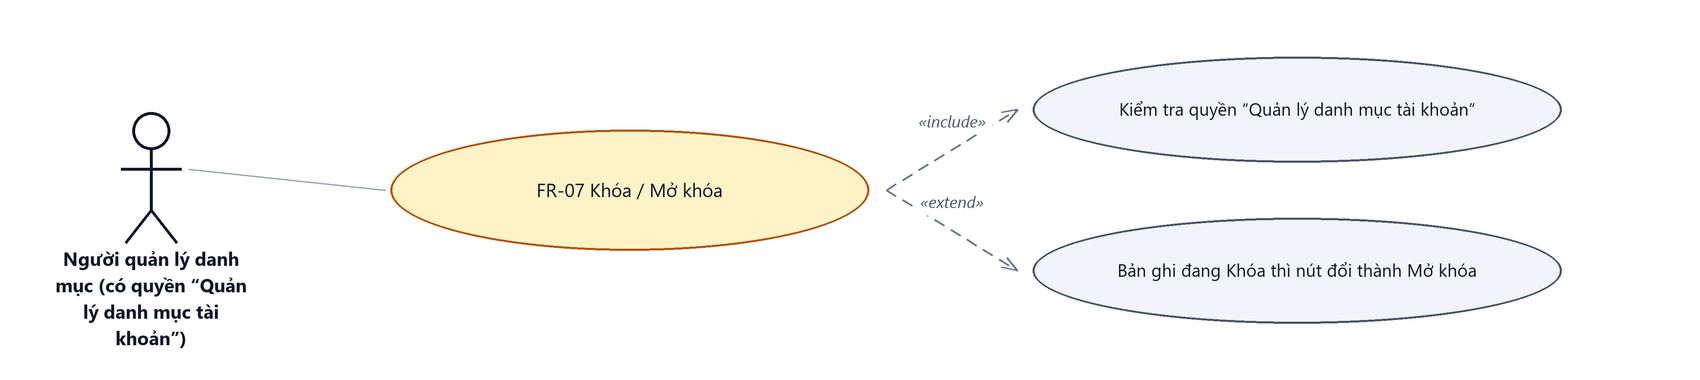 Người quản lý danh
mục (có quyền “Quản
lý danh mục tài
khoản”)
FR-07 Khóa / Mở khóa
«include»
«extend»
Kiểm tra quyền “Quản lý danh mục tài khoản”
Bản ghi đang Khóa thì nút đổi thành Mở khóa